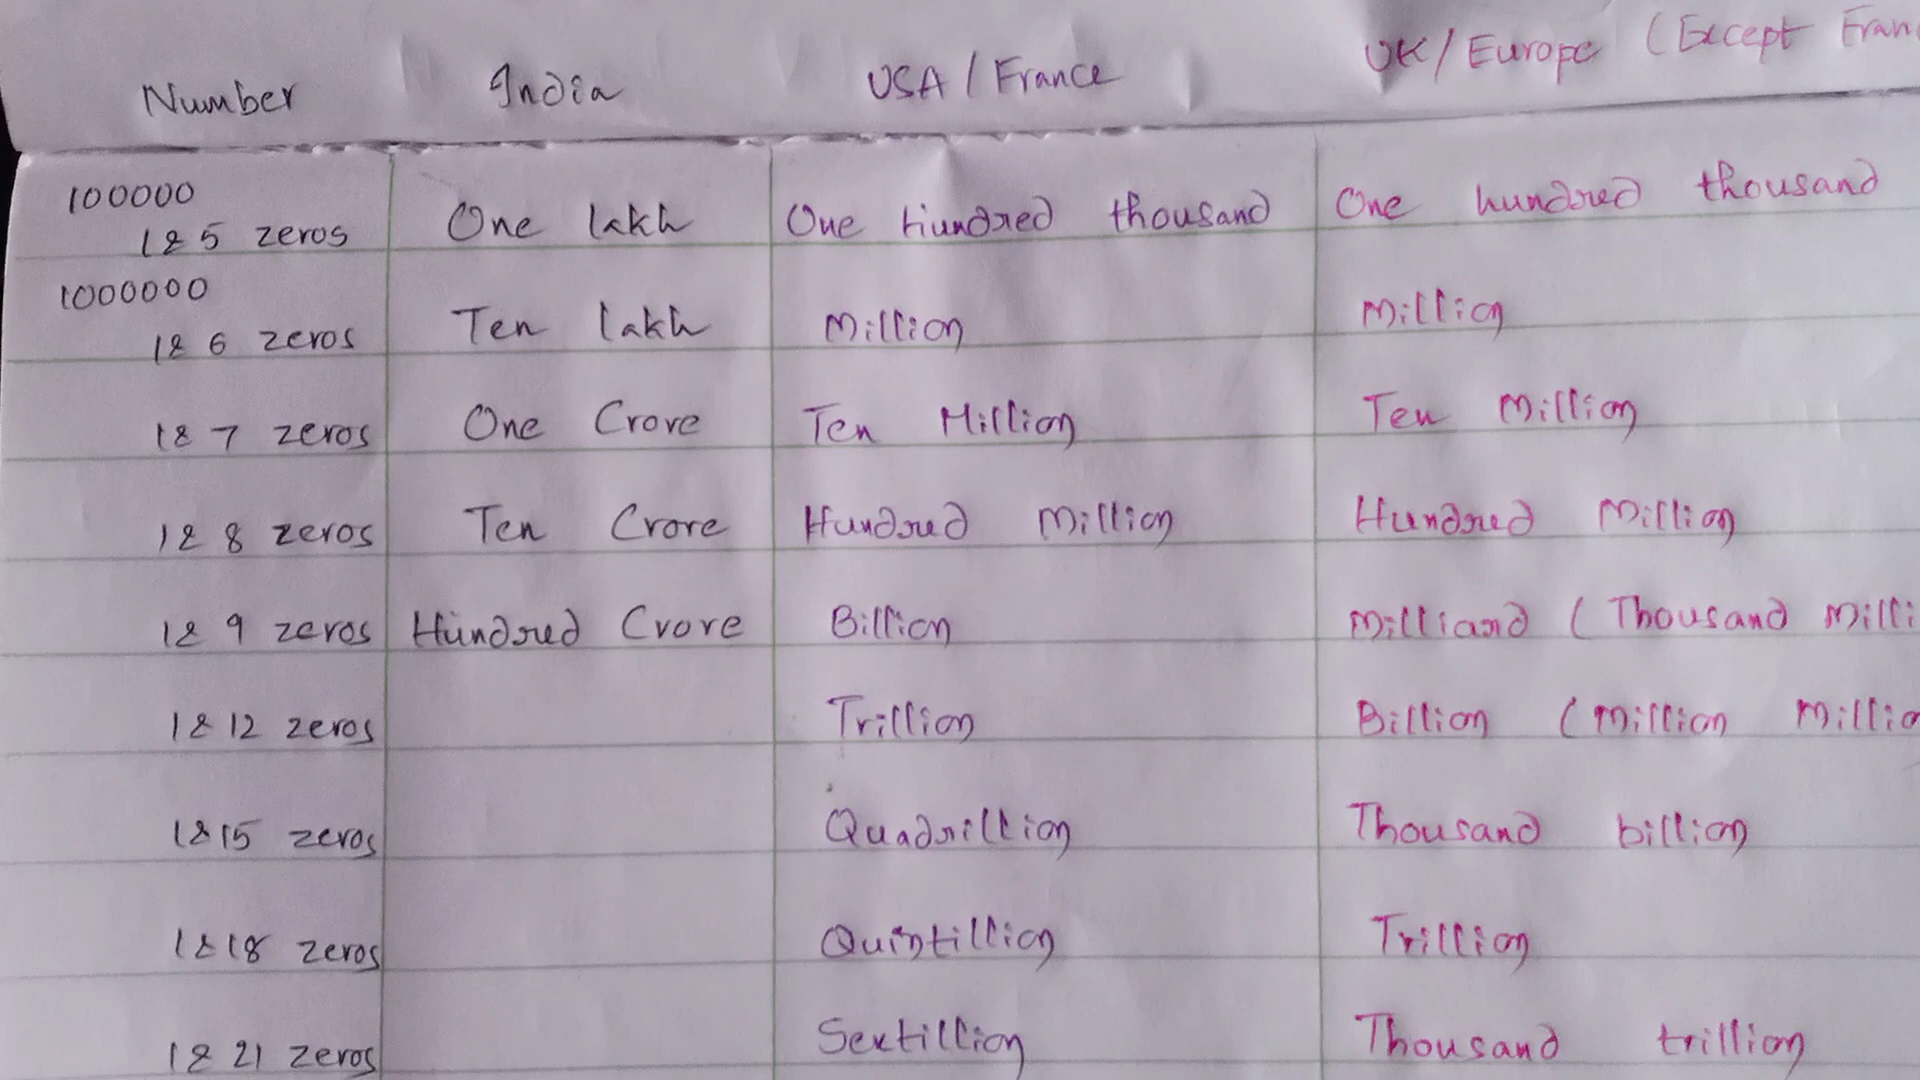 Number India USA / France UK / Europe (Except Fran
100000
1 & 5 zeros One lakh One hundred thousand One hundred thousand
1000000
1 & 6 zeros Ten lakh Million Million
1 & 7 zeros One Crore Ten Million Ten Million
1 & 8 zeros Ten Crore Hundred Million Hundred Million
1 & 9 zeros Hundred Crore Billion Milliard (Thousand Milli
1 & 12 zeros Trillion Billion (Million Millio
1 & 15 zeros Quadrillion Thousand billion
1 & 18 zeros Quintillion Trillion
1 & 21 zeros Sextillion Thousand trillion